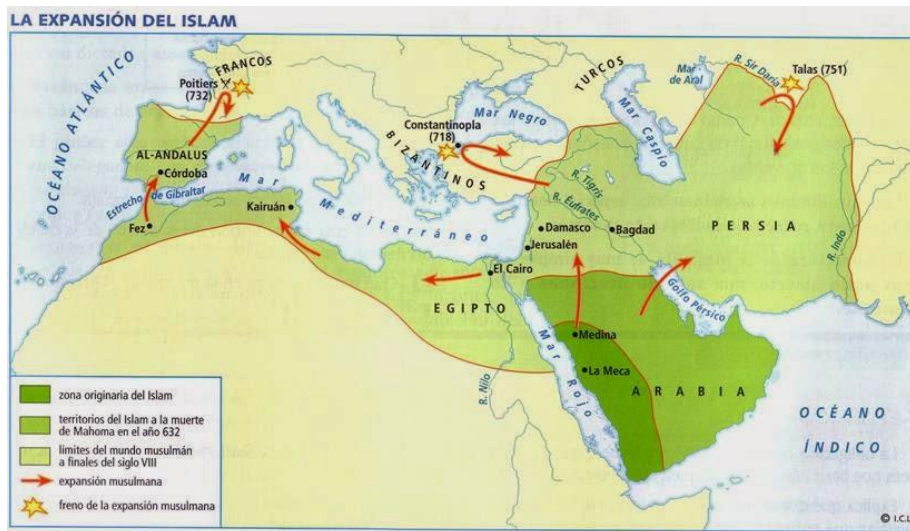 LA EXPANSIÓN DEL ISLAM
OCÉANO ATLÁNTICO
FRANCOS
Poitiers
(732)
TURCOS
Mar
de Aral
R. Sir Daria
Talas (751)
Mar Negro
Mar Caspio
Constantinopla
(718)
BIZANTINOS
AL-ANDALUS
Córdoba
Estrecho de Gibraltar
Fez
Kairuán
Mar Mediterráneo
R. Tigris
R. Éufrates
Damasco
Bagdad
Jerusalén
PERSIA
R. Indo
El Cairo
EGIPTO
Golfo Pérsico
Medina
La Meca
ARABIA
Mar Rojo
R. Nilo
OCÉANO
ÍNDICO
zona originaria del Islam
territorios del Islam a la muerte
de Mahoma en el año 632
límites del mundo musulmán
a finales del siglo VIII
expansión musulmana
freno de la expansión musulmana
© I.C.L